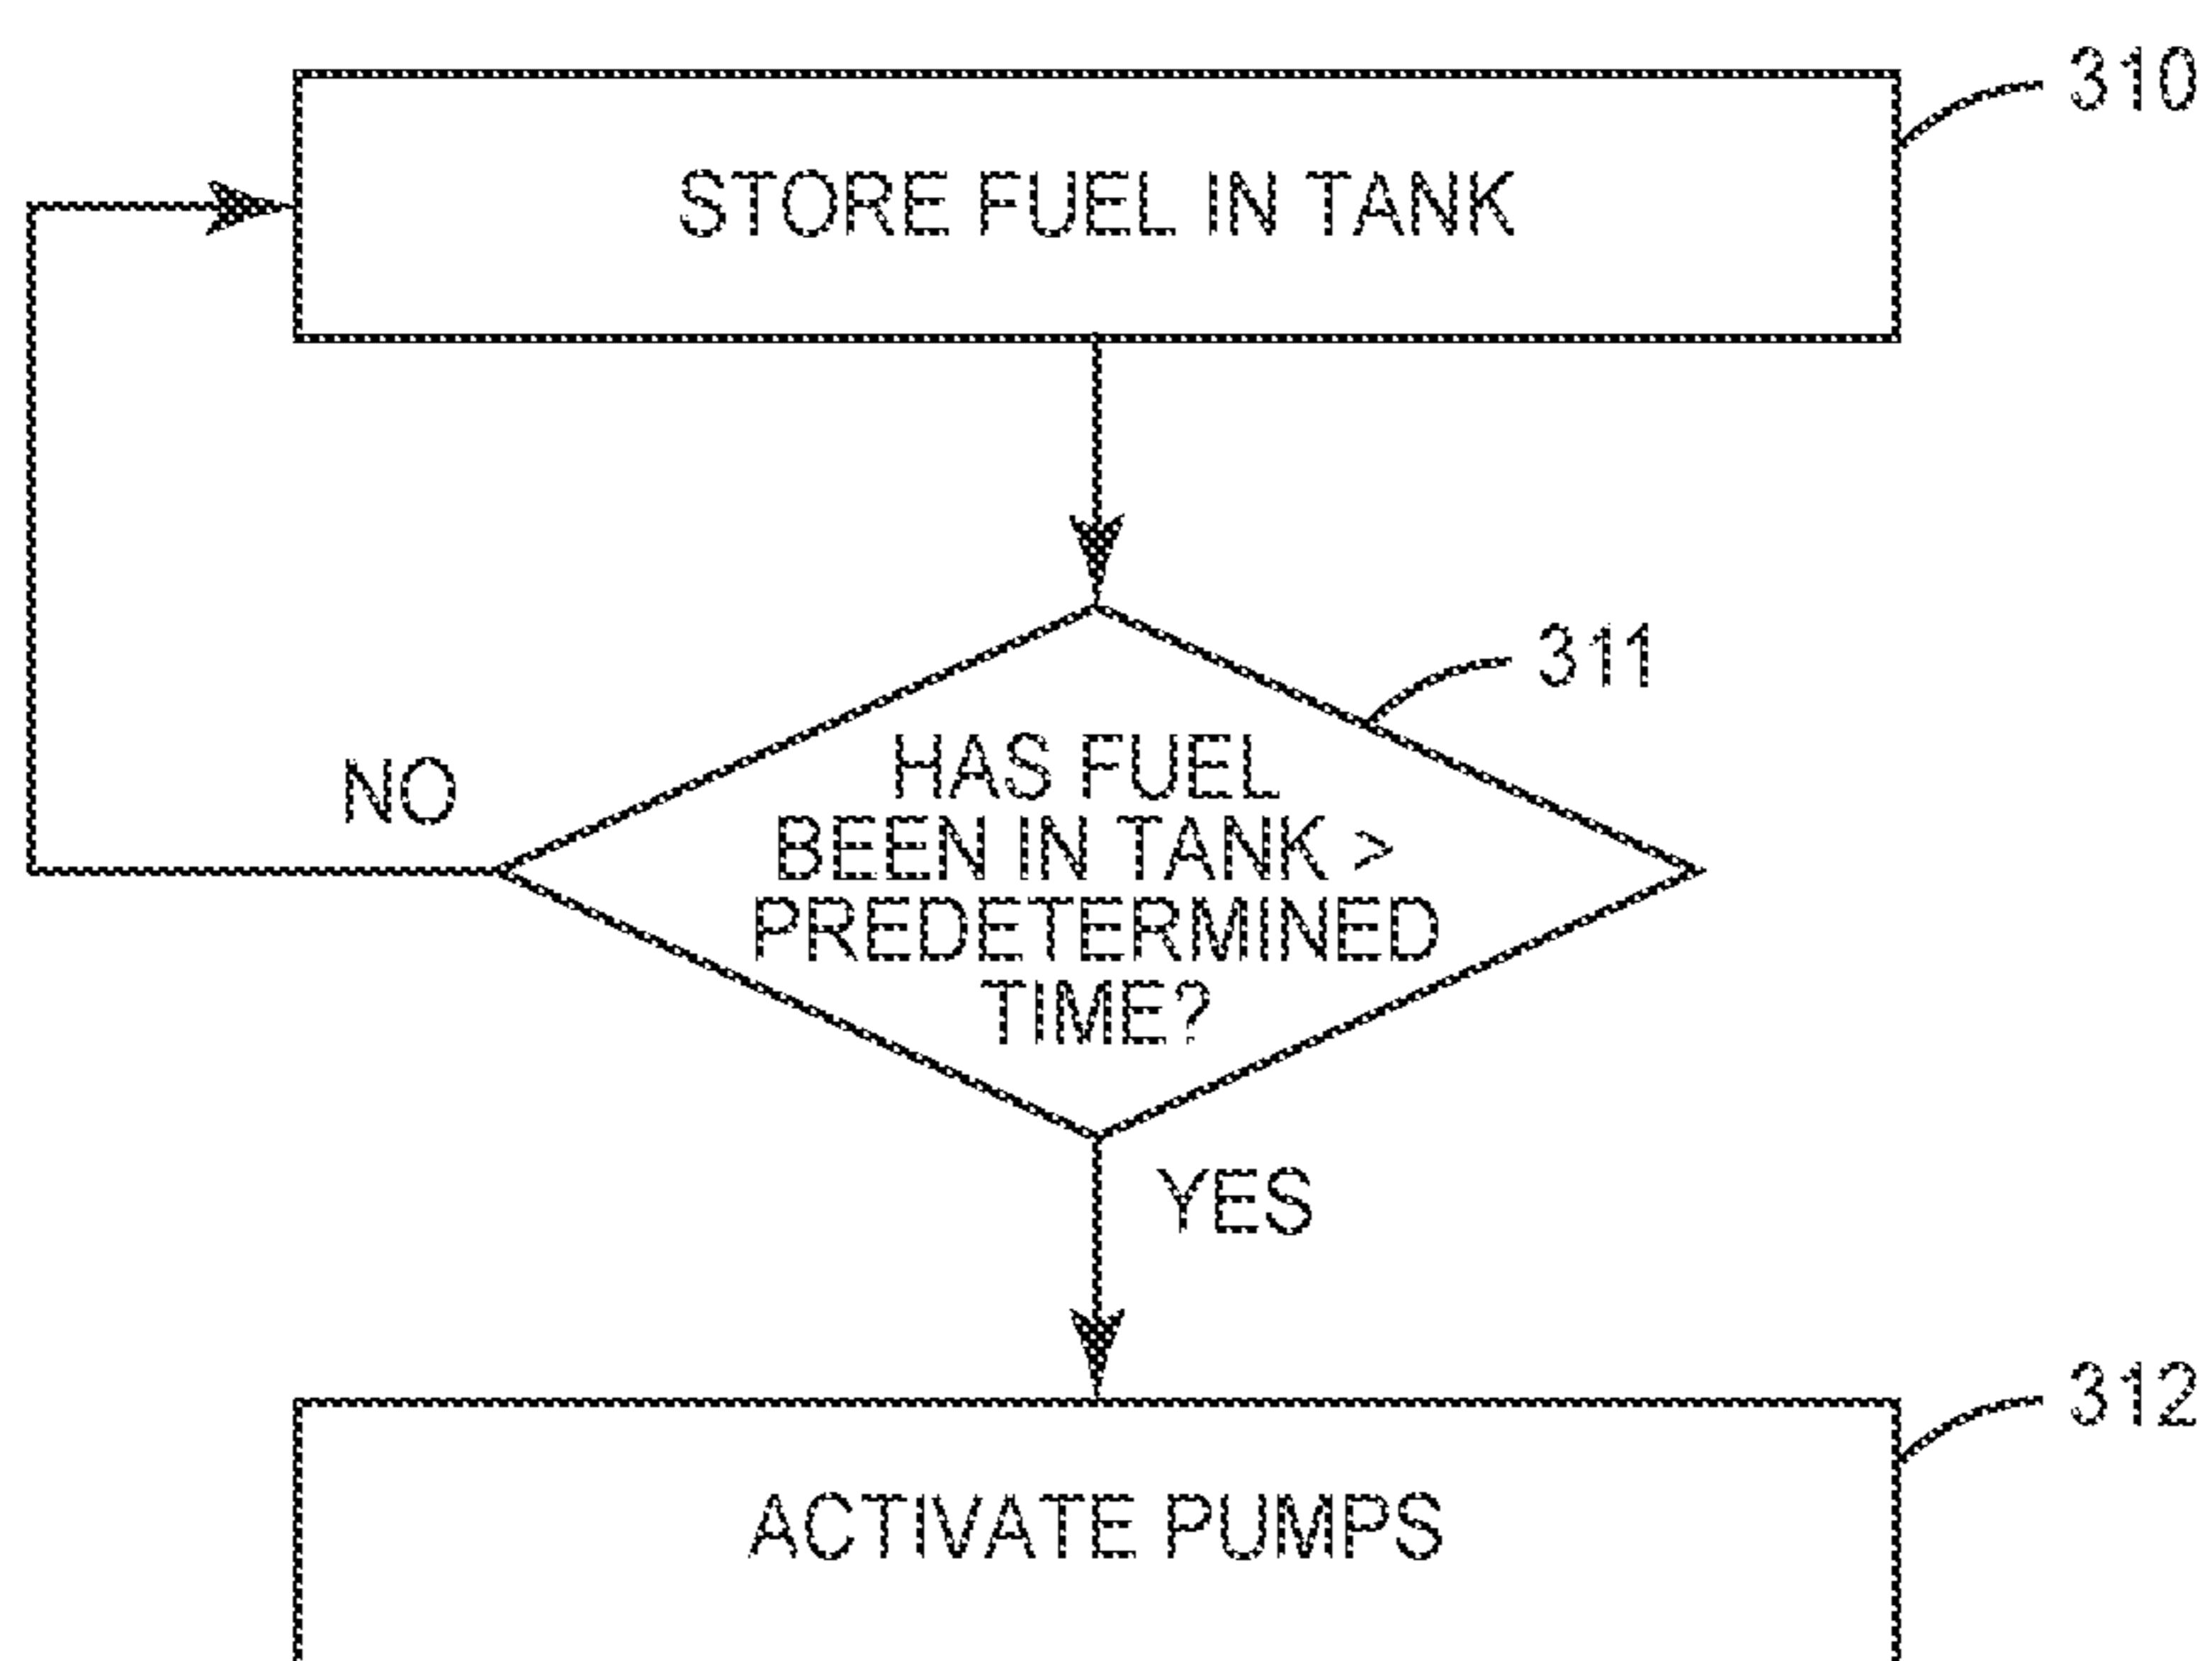 310
STORE FUEL IN TANK
311
HAS FUEL
BEEN IN TANK >
PREDETERMINED
TIME?
NO
YES
312
ACTIVATE PUMPS